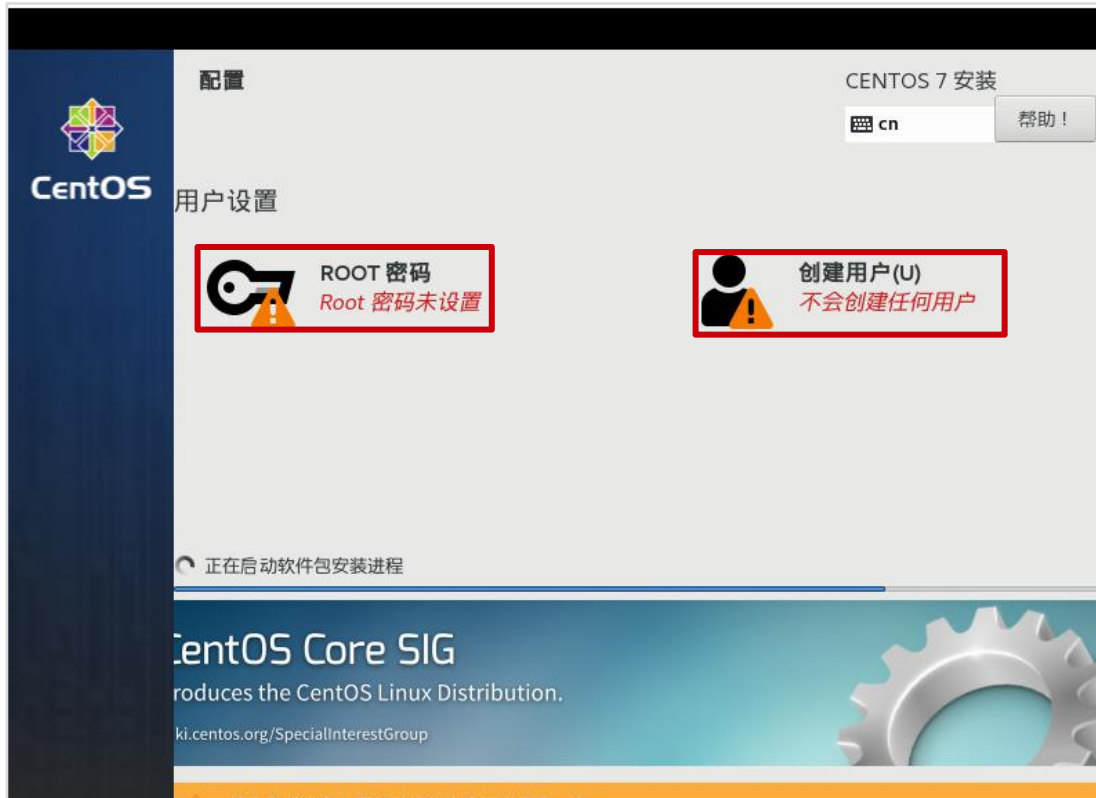 配置
CENTOS 7 安装
cn
帮助！
CentOS
用户设置
ROOT 密码
Root 密码未设置
创建用户(U)
不会创建任何用户
正在启动软件包安装进程
CentOS Core SIG
roduces the CentOS Linux Distribution.
ki.centos.org/SpecialInterestGroup